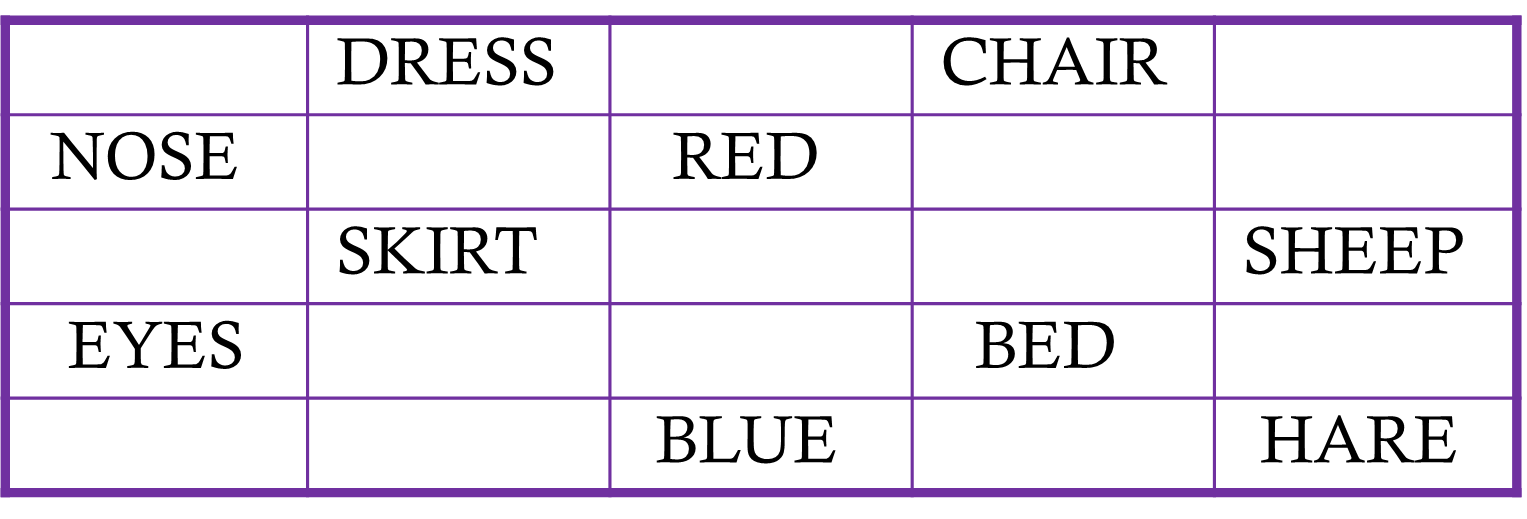 DRESS CHAIR
NOSE RED
SKIRT SHEEP
EYES BED
BLUE HARE